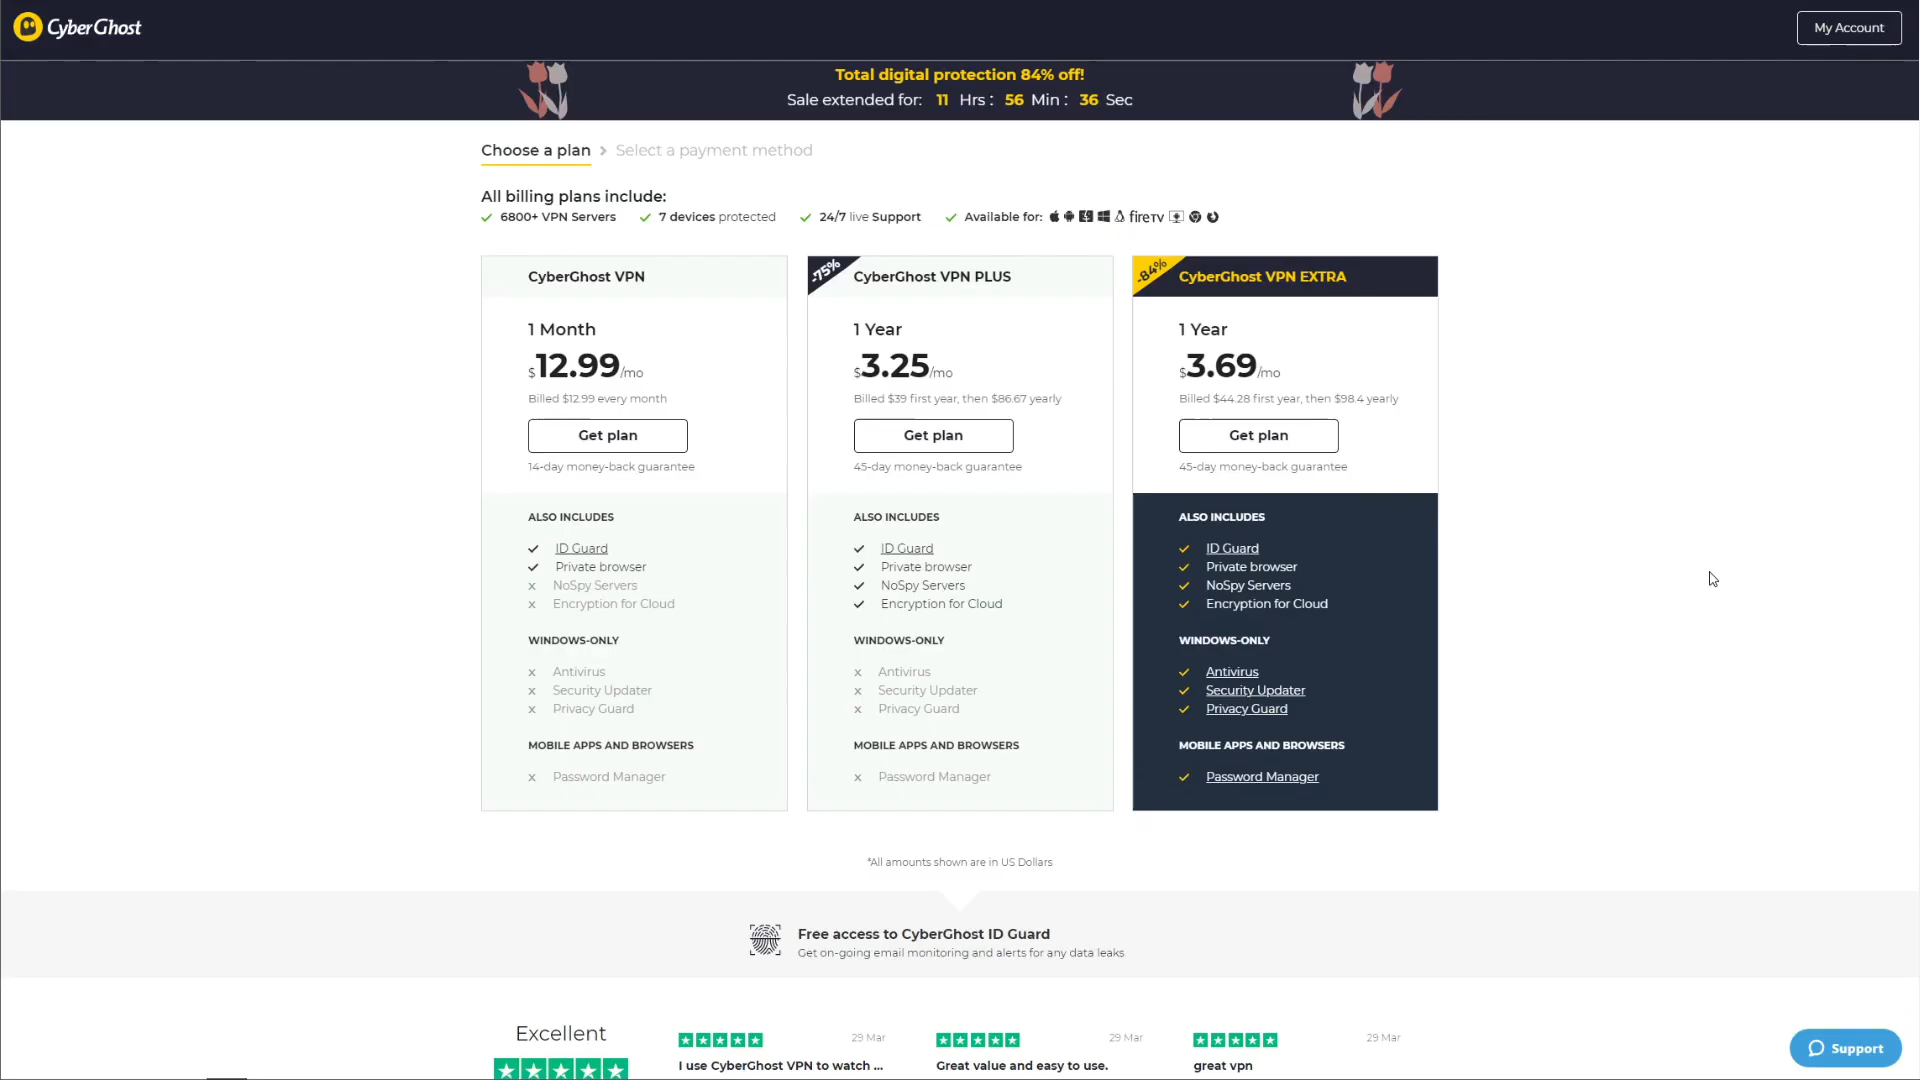 CyberGhost
My Account
Total digital protection 84% off!
Sale extended for: 11 Hrs : 56 Min : 36 Sec
Choose a plan > Select a payment method
All billing plans include:
6800+ VPN Servers 7 devices protected 24/7 live Support Available for: fireTV
CyberGhost VPN
1 Month
$12.99/mo
Billed $12.99 every month
Get plan
14-day money-back guarantee
ALSO INCLUDES
ID Guard
Private browser
x NoSpy Servers
x Encryption for Cloud
WINDOWS-ONLY
x Antivirus
x Security Updater
x Privacy Guard
MOBILE APPS AND BROWSERS
x Password Manager
-75%
CyberGhost VPN PLUS
1 Year
$3.25/mo
Billed $39 first year, then $86.67 yearly
Get plan
45-day money-back guarantee
ALSO INCLUDES
ID Guard
Private browser
NoSpy Servers
Encryption for Cloud
WINDOWS-ONLY
x Antivirus
x Security Updater
x Privacy Guard
MOBILE APPS AND BROWSERS
x Password Manager
-84%
CyberGhost VPN EXTRA
1 Year
$3.69/mo
Billed $44.28 first year, then $98.4 yearly
Get plan
45-day money-back guarantee
ALSO INCLUDES
ID Guard
Private browser
NoSpy Servers
Encryption for Cloud
WINDOWS-ONLY
Antivirus
Security Updater
Privacy Guard
MOBILE APPS AND BROWSERS
Password Manager
*All amounts shown are in US Dollars
Free access to CyberGhost ID Guard
Get on-going email monitoring and alerts for any data leaks
Excellent
29 Mar
I use CyberGhost VPN to watch ...
29 Mar
Great value and easy to use.
29 Mar
great vpn
Support